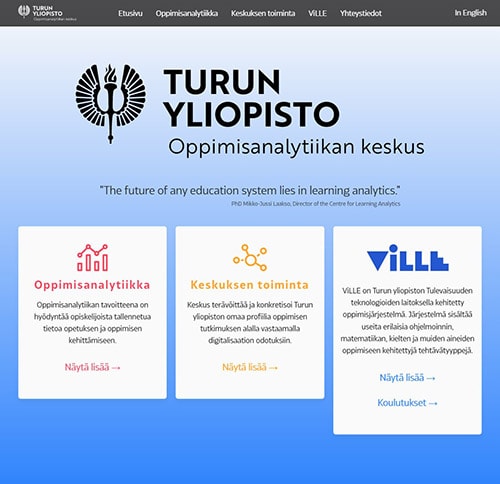 TURUN
YLIOPISTO
Oppimisanalytiikan keskus
Etusivu Oppimisanalytiikka Keskuksen toiminta ViLLE Yhteystiedot In English
TURUN
YLIOPISTO
Oppimisanalytiikan keskus
"The future of any education system lies in learning analytics."
PhD Mikko-Jussi Laakso, Director of the Centre for Learning Analytics
Oppimisanalytiikka
Oppimisanalytiikan tavoitteena on
hyödyntää opiskelijoista tallennetua
tietoa opetuksen ja oppimisen
kehittämiseen.
Näytä lisää →
Keskuksen toiminta
Keskus terävöittää ja konkretisoi Turun
yliopiston omaa profiilia oppimisen
tutkimuksen alalla vastaamalla
digitalisaation odotuksiin.
Näytä lisää →
ViLLE
ViLLE on Turun yliopiston Tulevaisuuden
teknologioiden laitoksella kehitetty
oppimisjärjestelmä. Järjestelmä sisältää
useita erilaisia ohjelmoinnin,
matematiikan, kielten ja muiden aineiden
oppimiseen kehitettyjä tehtävätyyppejä.
Näytä lisää →
Koulutukset →